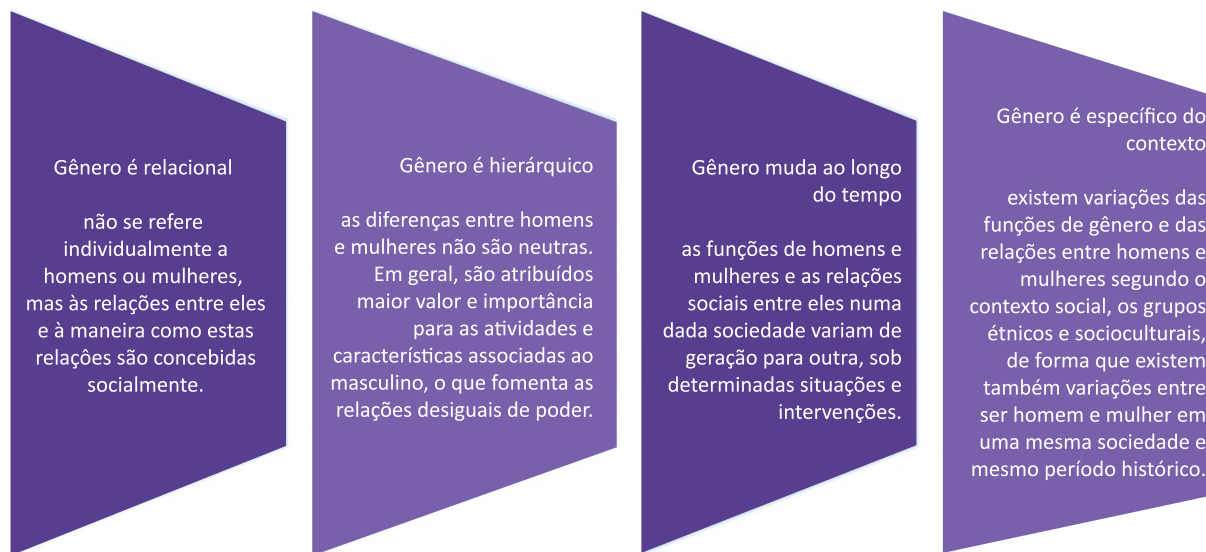 Gênero é relacional
não se refere
individualmente a
homens ou mulheres,
mas às relações entre eles
e à maneira como estas
relações são concebidas
socialmente.
Gênero é hierárquico
as diferenças entre homens
e mulheres não são neutras.
Em geral, são atribuídos
maior valor e importância
para as atividades e
características associadas ao
masculino, o que fomenta as
relações desiguais de poder.
Gênero muda ao longo
do tempo
as funções de homens e
mulheres e as relações
sociais entre eles numa
dada sociedade variam de
geração para outra, sob
determinadas situações e
intervenções.
Gênero é específico do
contexto
existem variações das
funções de gênero e das
relações entre homens e
mulheres segundo o
contexto social, os grupos
étnicos e socioculturais,
de forma que existem
também variações entre
ser homem e mulher em
uma mesma sociedade e
mesmo período histórico.